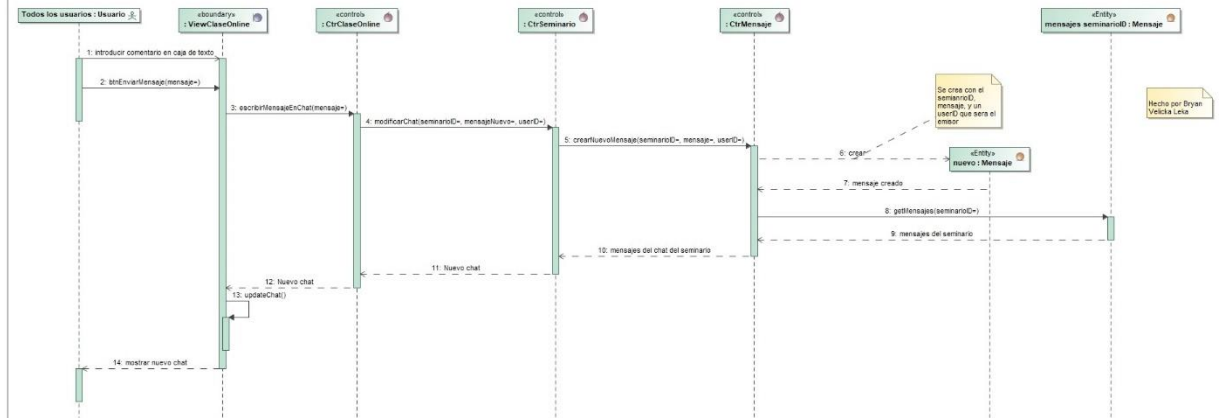 Todos los usuarios : Usuario
«boundary»
: ViewClaseOnline
«control»
: CtrClaseOnline
«control»
: CtrSeminario
«control»
: CtrMensaje
«Entity»
mensajes seminarioID : Mensaje
1: introducir comentario en caja de texto
2: btnEnviarMensaje(mensaje=)
3: escribirMensajeEnChat(mensaje=)
4: modificarChat(seminarioID=, mensajeNuevo=, userID=)
5: crearNuevoMensaje(seminarioID=, mensaje=, userID=)
Se crea con el
semianrioID,
mensaje, y un
userID que sera el
emisor
Hecho por Bryan
Velicka Leka
6: crear
«Entity»
nuevo : Mensaje
7: mensaje creado
8: getMensajes(seminarioID=)
9: mensajes del seminario
10: mensajes del chat del seminario
11: Nuevo chat
12: Nuevo chat
13: updateChat()
14: mostrar nuevo chat